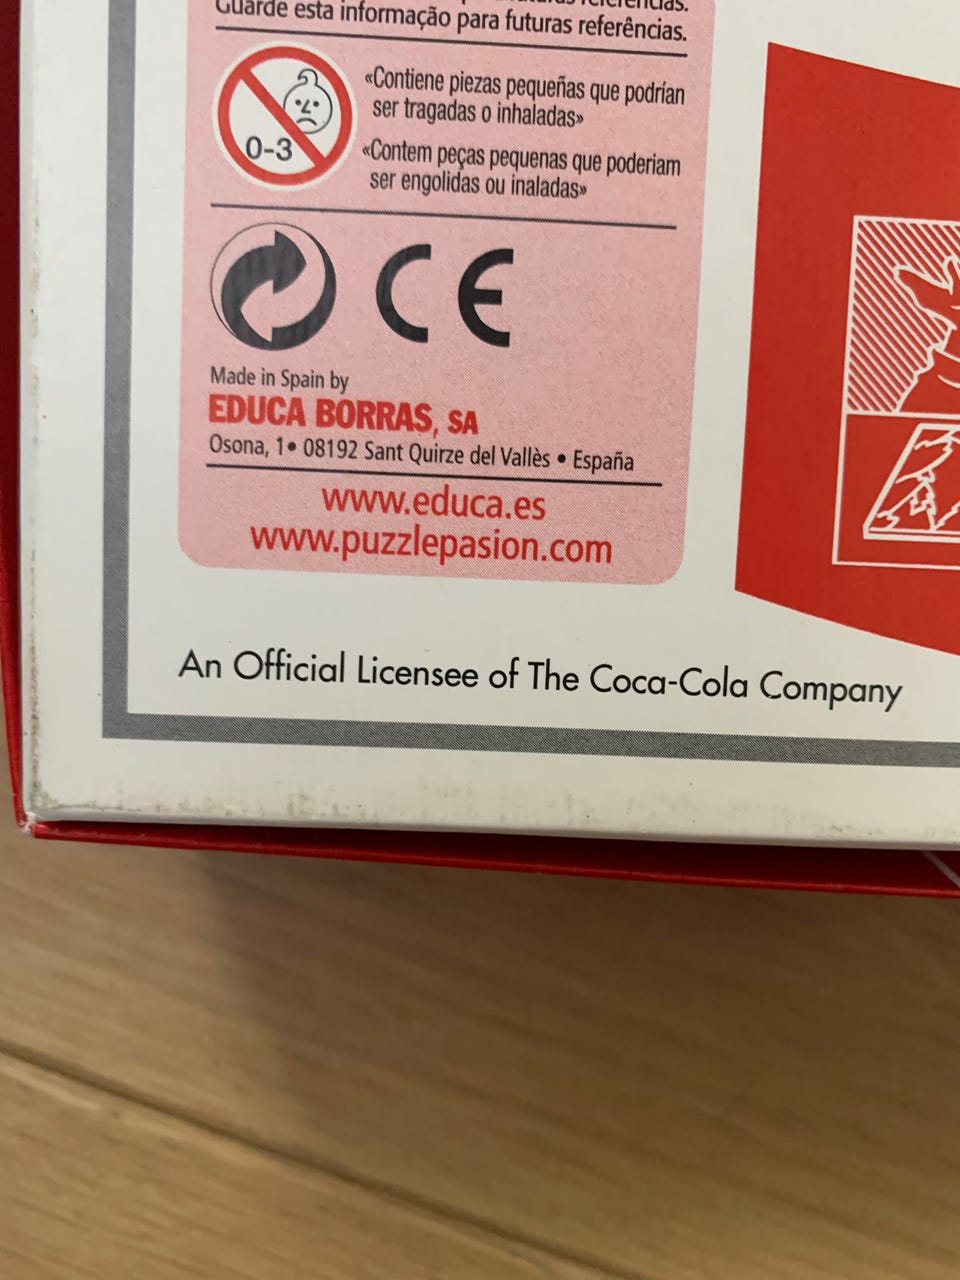 Guarde esta informação para futuras referências.
«Contiene piezas pequeñas que podrían
ser tragadas o inhaladas»
0-3
«Contem peças pequenas que poderiam
ser engolidas ou inaladas»
CE
Made in Spain by
EDUCA BORRAS, SA
Osona, 1• 08192 Sant Quirze del Vallès • España
www.educa.es
www.puzzlepasion.com
An Official Licensee of The Coca-Cola Company